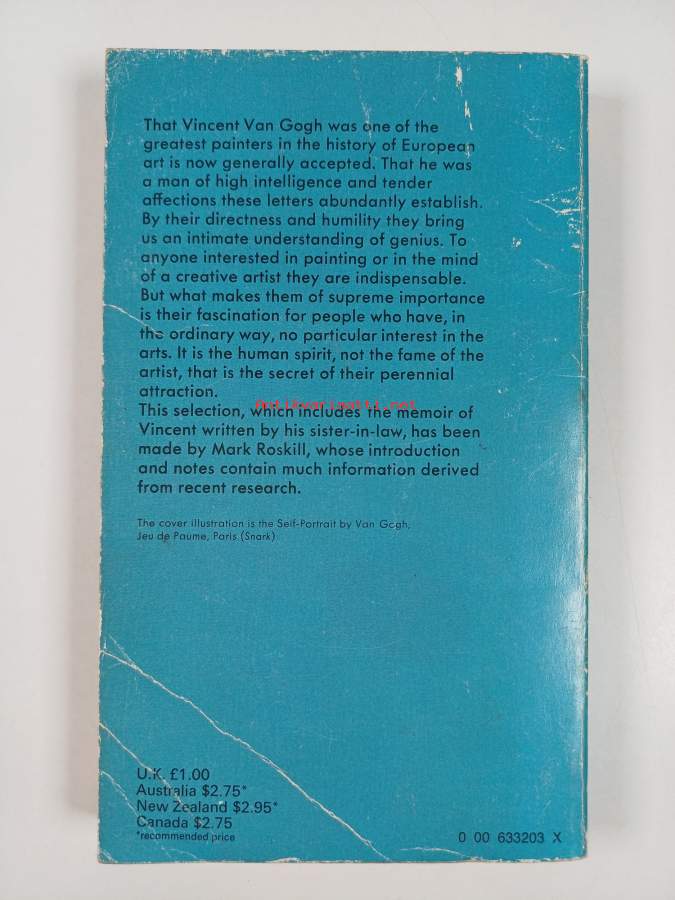 That Vincent Van Gogh was one of the
greatest painters in the history of European
art is now generally accepted. That he was
a man of high intelligence and tender
affections these letters abundantly establish.
By their directness and humility they bring
us an intimate understanding of genius. To
anyone interested in painting or in the mind
of a creative artist they are indispensable.
But what makes them of supreme importance
is their fascination for people who have, in
the ordinary way, no particular interest in the
arts. It is the human spirit, not the fame of the
artist, that is the secret of their perennial
attraction.
Antikvariaatti.net
This selection, which includes the memoir of
Vincent written by his sister-in-law, has been
made by Mark Roskill, whose introduction
and notes contain much information derived
from recent research.
The cover illustration is the Self-Portrait by Van Gogh,
Jeu de Paume, Paris (Snark)
U.K. £1.00
Australia $2.75*
New Zealand $2.95*
Canada $2.75
*recommended price
0 00 633203 X